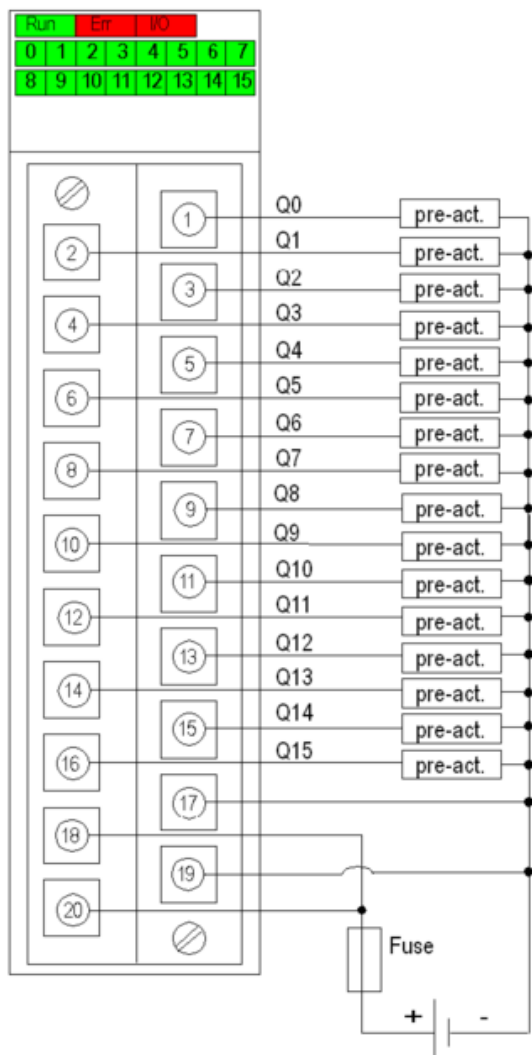 Run Err I/O
0 1 2 3 4 5 6 7
8 9 10 11 12 13 14 15
1 Q0 pre-act.
2 Q1 pre-act.
3 Q2 pre-act.
4 Q3 pre-act.
5 Q4 pre-act.
6 Q5 pre-act.
7 Q6 pre-act.
8 Q7 pre-act.
9 Q8 pre-act.
10 Q9 pre-act.
11 Q10 pre-act.
12 Q11 pre-act.
13 Q12 pre-act.
14 Q13 pre-act.
15 Q14 pre-act.
16 Q15 pre-act.
17
18
19
20
Fuse
+ -